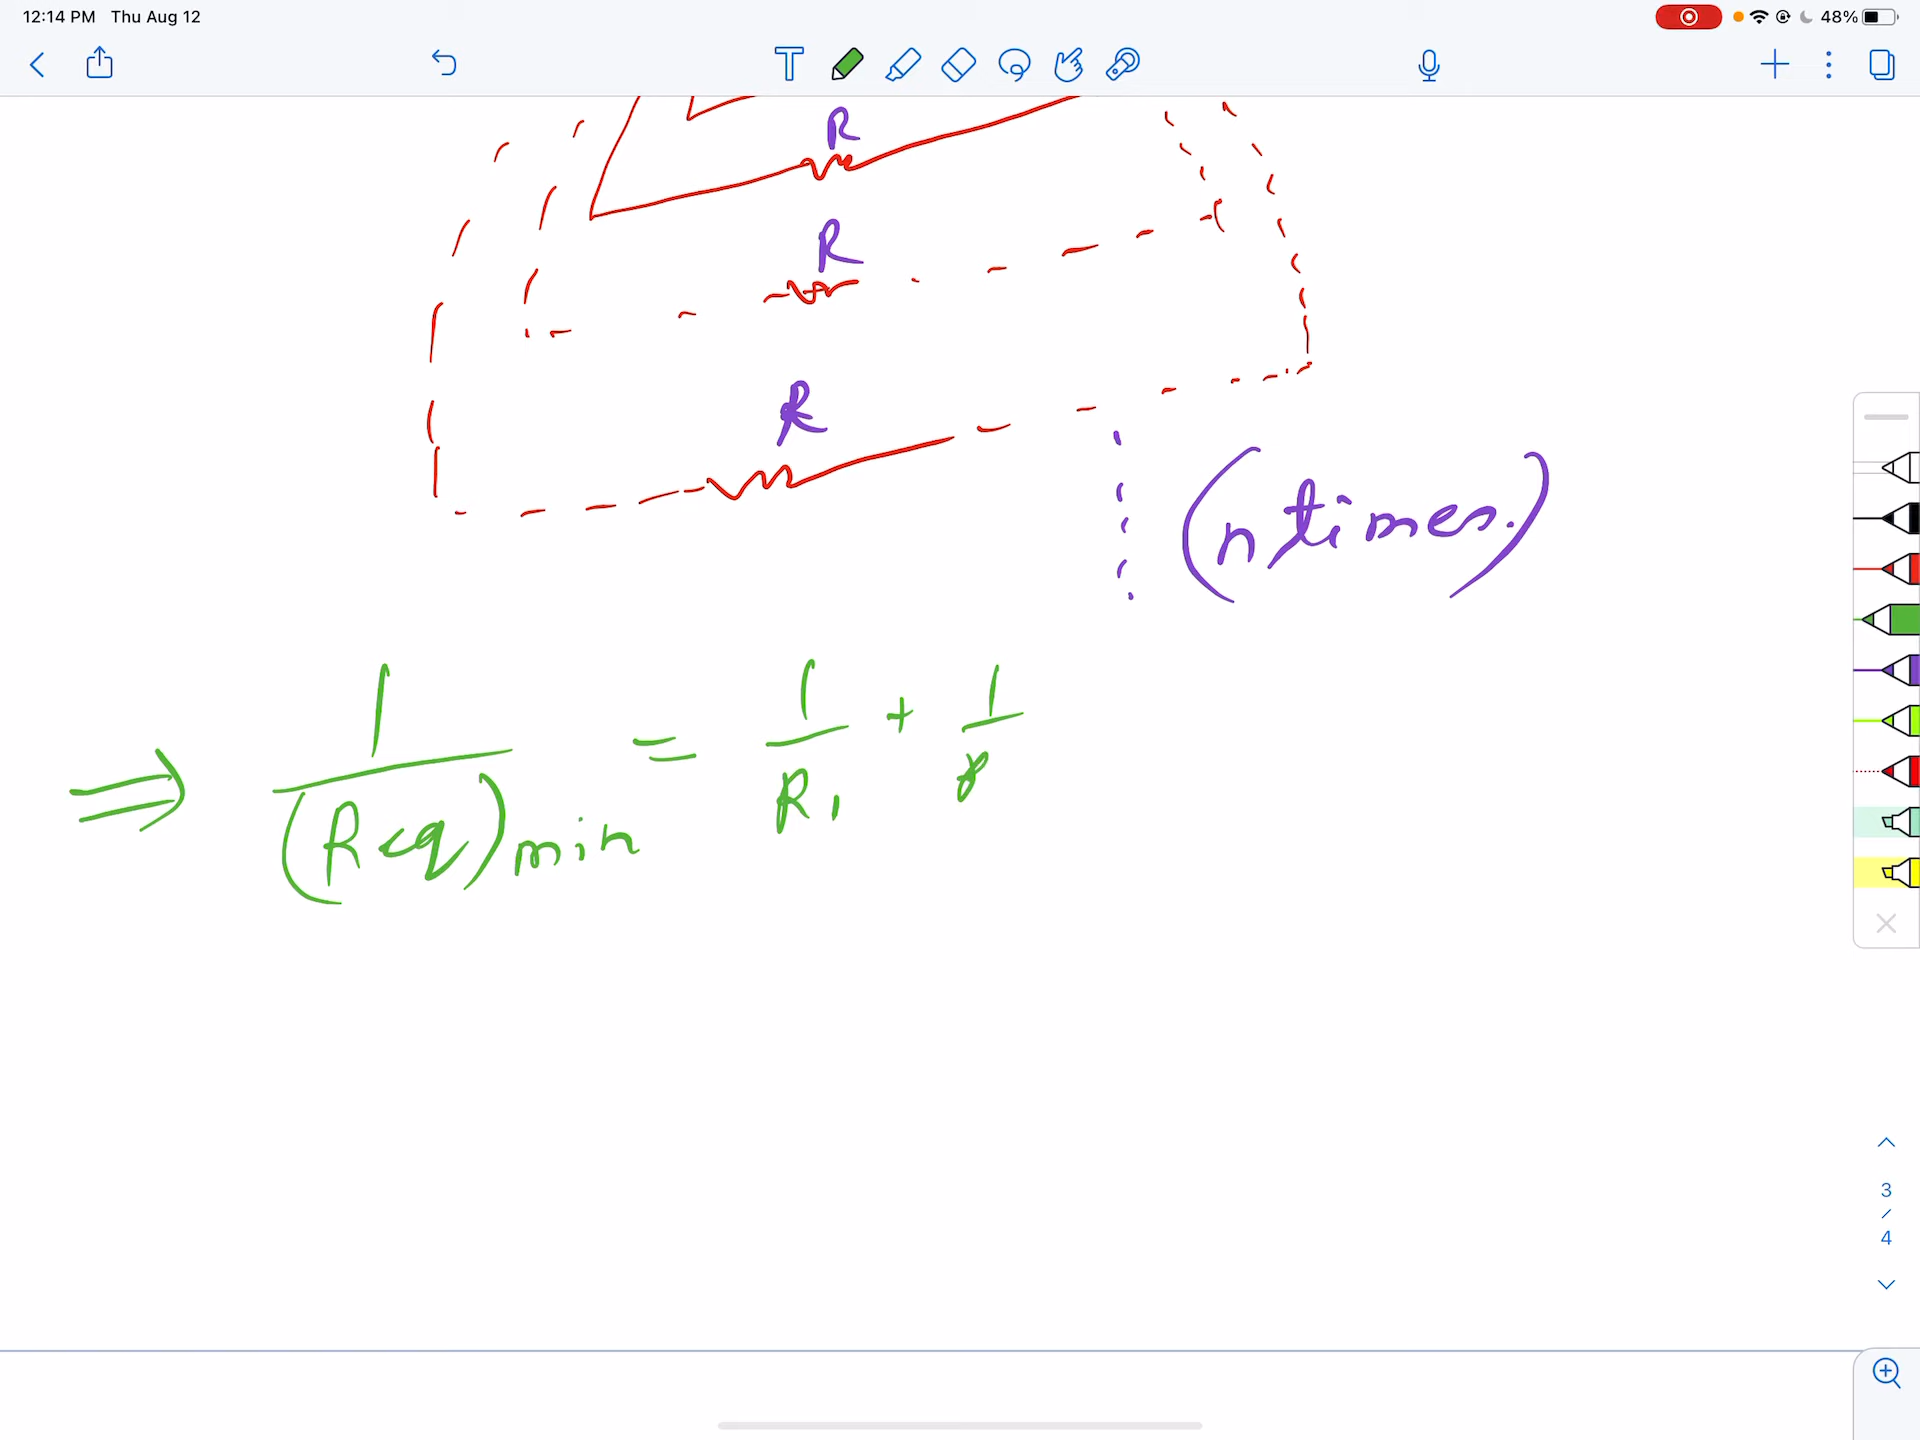 12:14 PM Thu Aug 12
48%
T
R
R
R
(n times.)
⇒ 1/(Req)min = 1/R1 + 1/
3
/
4